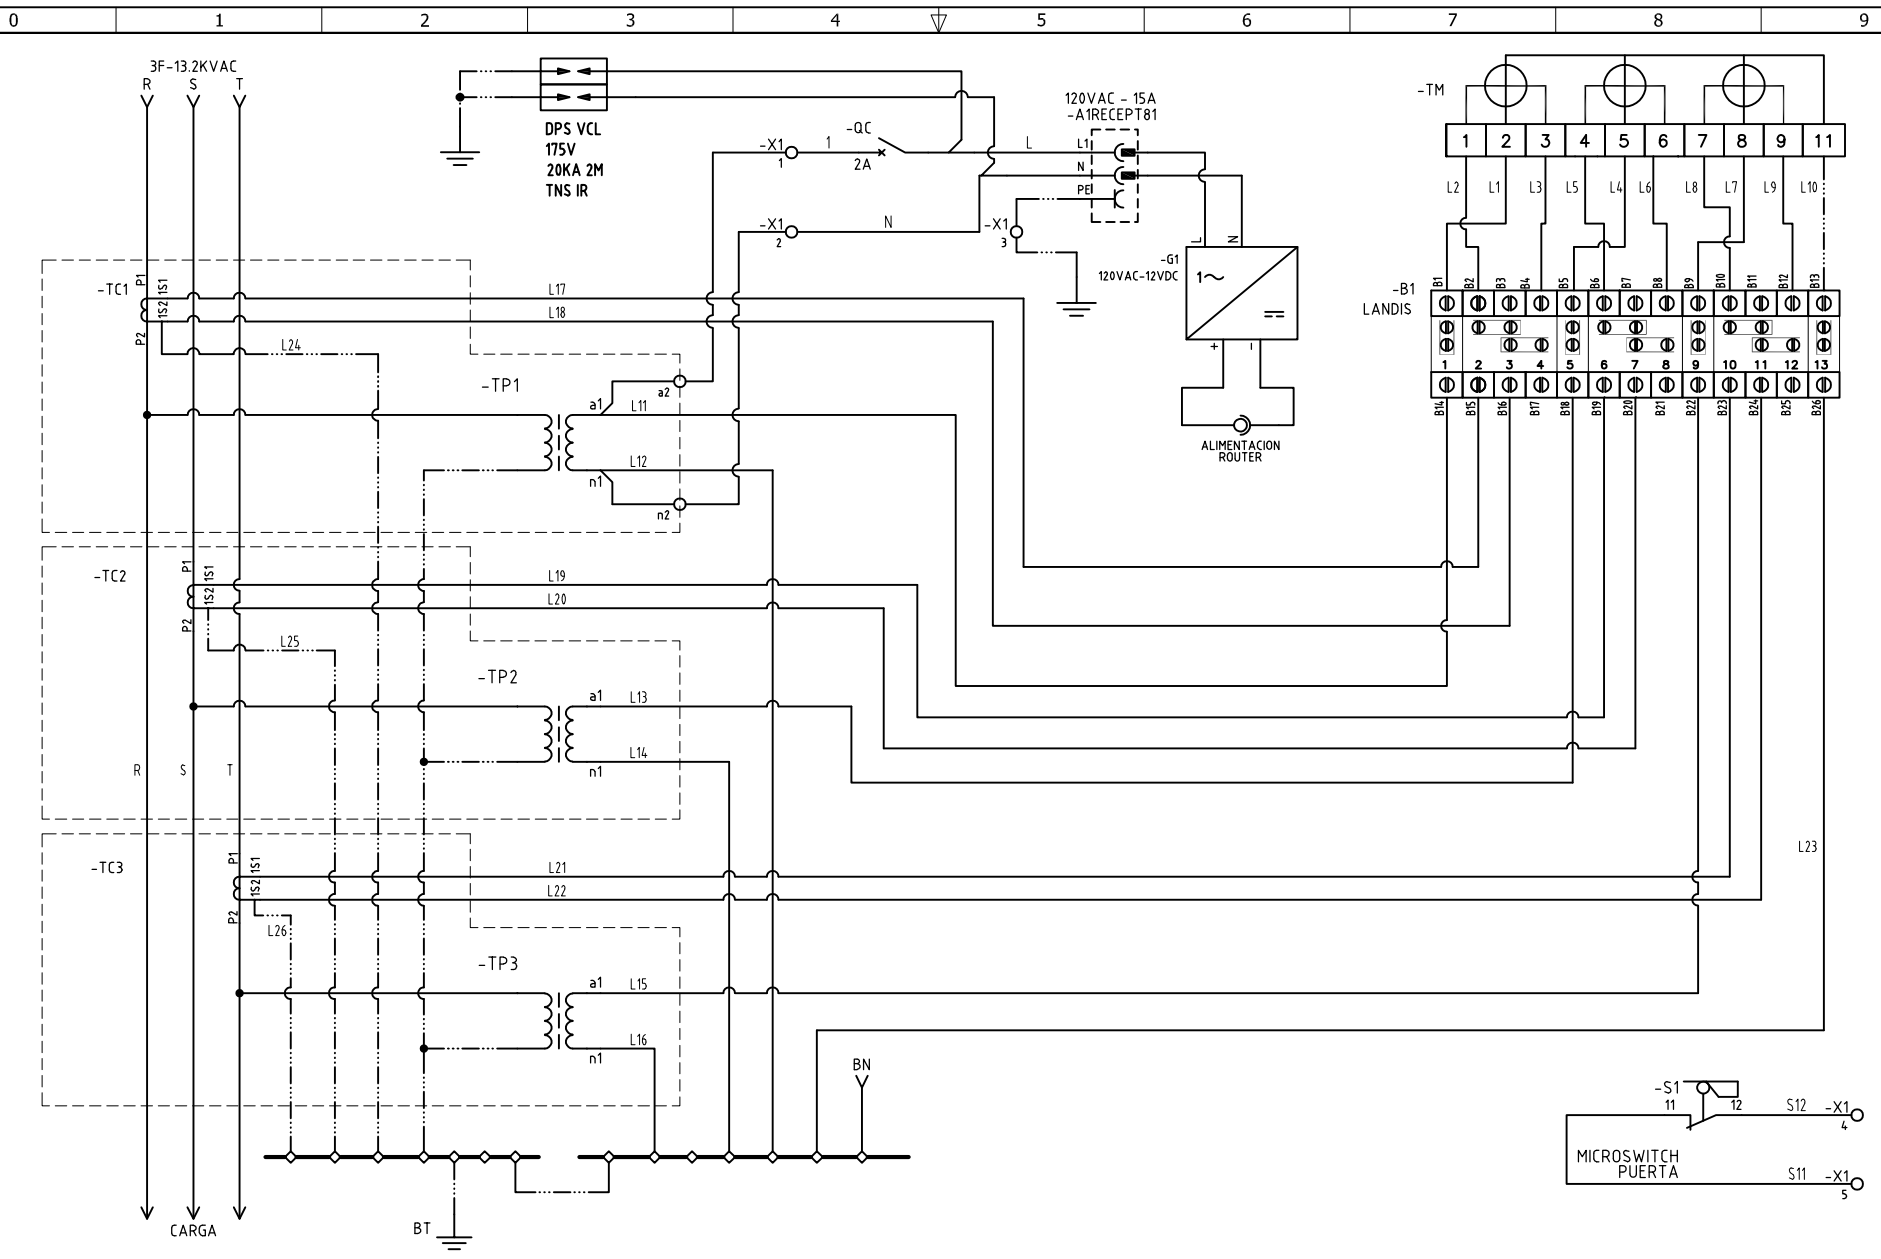 0 1 2 3 4 5 6 7 8 9
3F-13.2KVAC
R S T
DPS VCL
175V
20KA 2M
TNS IR
-X1
1
1
-QC
2A
L
120VAC - 15A
-A1RECEPT81
L1
N
PE
-X1
2
N
-X1
3
L N
-G1
120VAC-12VDC
1~
+ -
ALIMENTACION
ROUTER
-TM
1 2 3 4 5 6 7 8 9 11
L2 L1 L3 L5 L4 L6 L8 L7 L9 L10
B1 B2 B3 B4 B5 B6 B7 B8 B9 B10 B11 B12 B13
-B1
LANDIS
1 2 3 4 5 6 7 8 9 10 11 12 13
B14 B15 B16 B17 B18 B19 B20 B21 B22 B23 B24 B25 B26
-TC1
P1
1S1
1S2
P2
L17
L18
L24
-TP1
a1
L11
a2
L12
n1
n2
-TC2
P1
1S1
1S2
P2
L19
L20
L25
-TP2
a1
L13
L14
n1
R S T
-TC3
P1
1S1
1S2
P2
L21
L22
L23
L26
-TP3
a1
L15
L16
n1
BN
BT
CARGA
-S1
11 12
S12
-X1
4
MICROSWITCH
PUERTA
S11
-X1
5